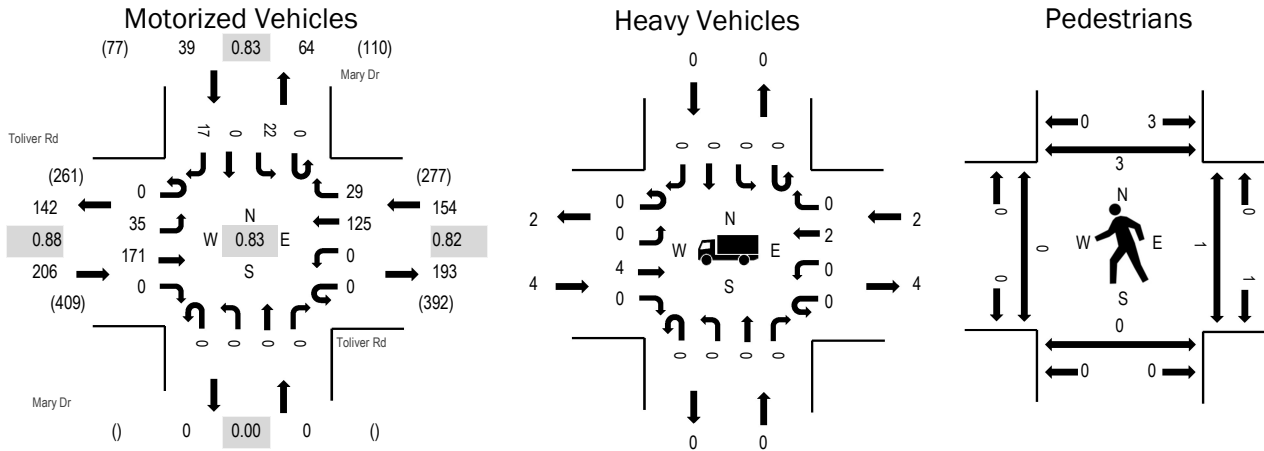 Motorized Vehicles
(77) 39 0.83 64 (110)
Mary Dr
17 0 22 0
Toliver Rd
(261)
142
0.88
206
(409)
0
35
171
0
N
W 0.83 E
S
29
125
0
0
(277)
154
0.82
193
(392)
0 0 0 0
Toliver Rd
Mary Dr
() 0 0.00 0 ()
Heavy Vehicles
0 0
0 0 0 0
2
4
0
0
4
0
N
W E
S
0
2
0
0
2
4
0 0 0 0
0 0
Pedestrians
0 3
3
0
0
0
N
W E
S
1
0
1
0
0 0